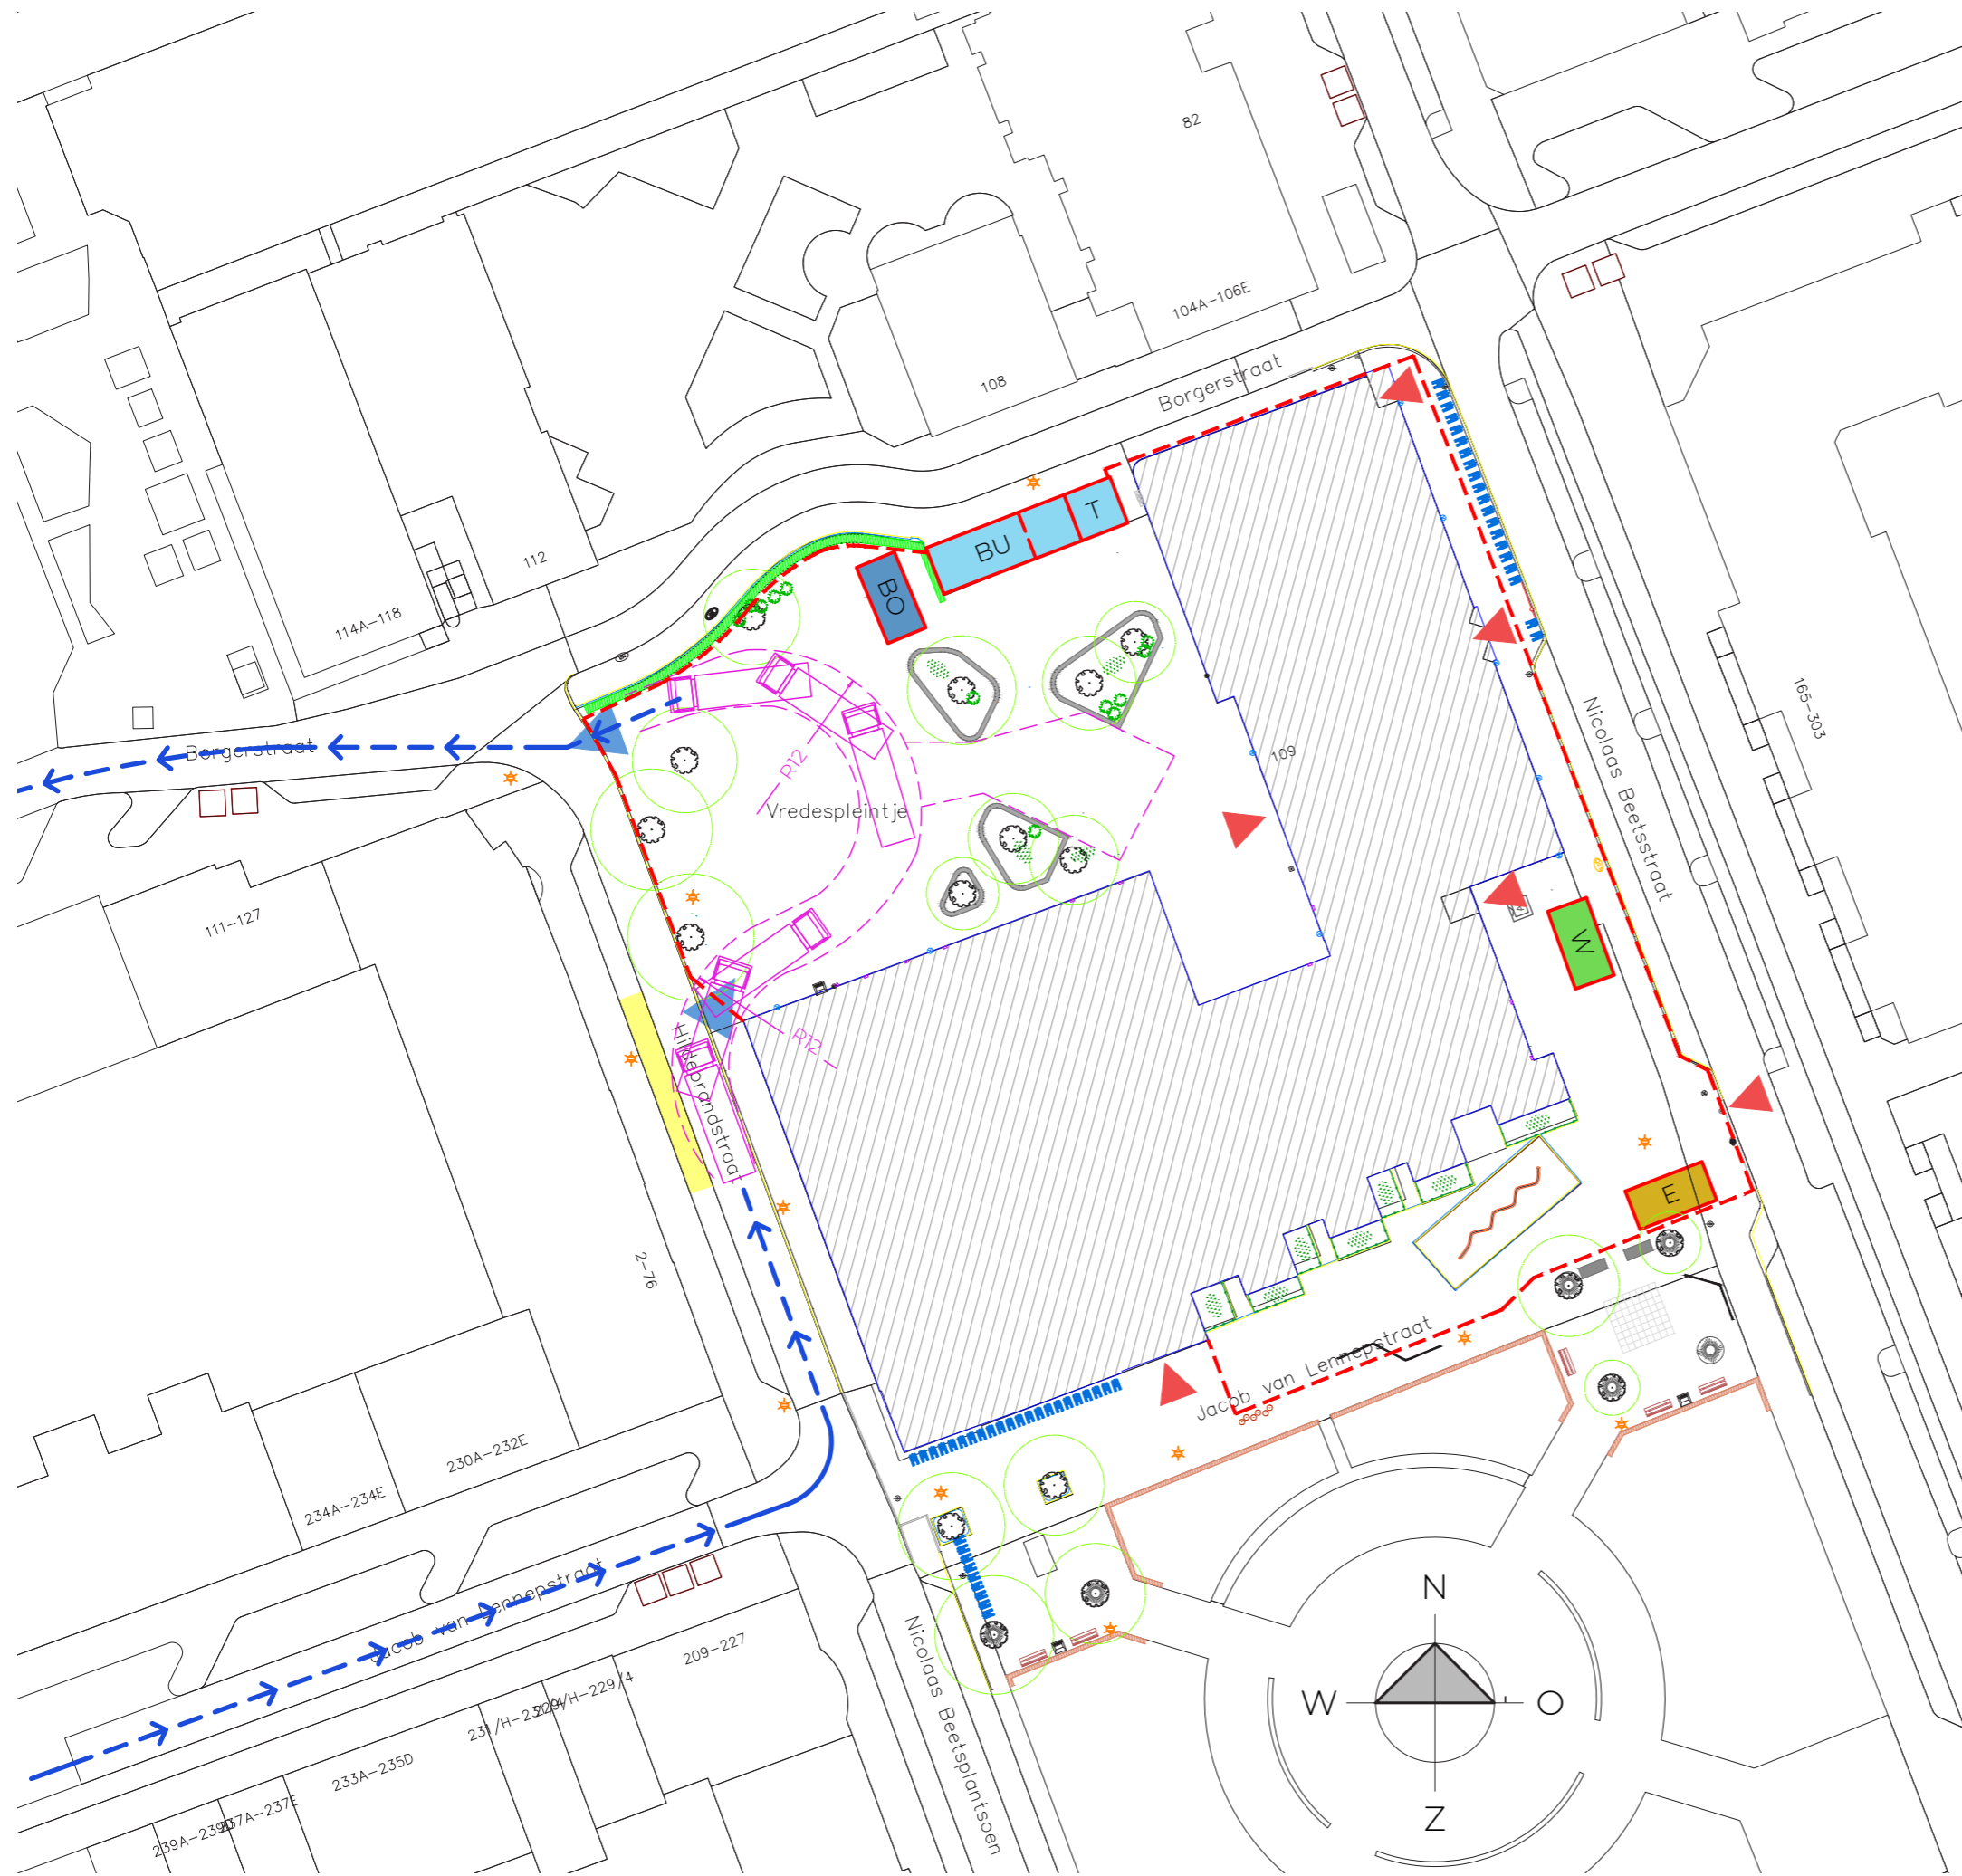 82
104A-106E
108
Borgerstraat
112
114A-118
T
BU
BO
165-303
Nicolaas Beetsstraat
109
Borgerstraat
R12
Vredespleintje
111-127
W
R12
Hildebrandstraat
E
2-76
Jacob van Lennepstraat
230A-232E
234A-234E
Jacob van Lennepstraat
209-227
233A-235D
237A-237E
Nicolaas Beetsplantsoen
N
W
O
Z